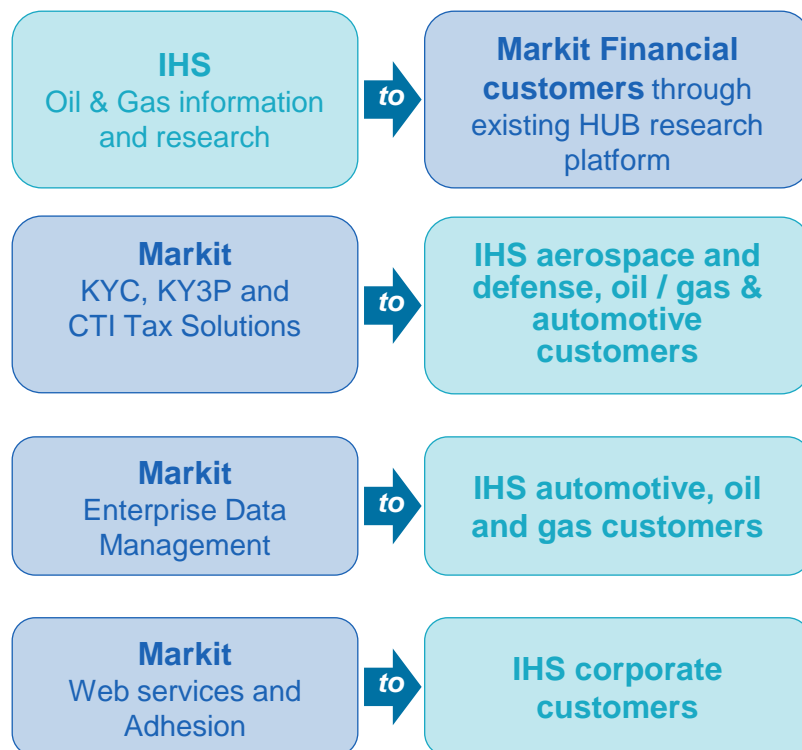 IHS
Oil & Gas information
and research
to
Markit Financial
customers through
existing HUB research
platform
Markit
KYC, KY3P and
CTI Tax Solutions
to
IHS aerospace and
defense, oil / gas &
automotive
customers
Markit
Enterprise Data
Management
to
IHS automotive, oil
and gas customers
Markit
Web services and
Adhesion
to
IHS corporate
customers